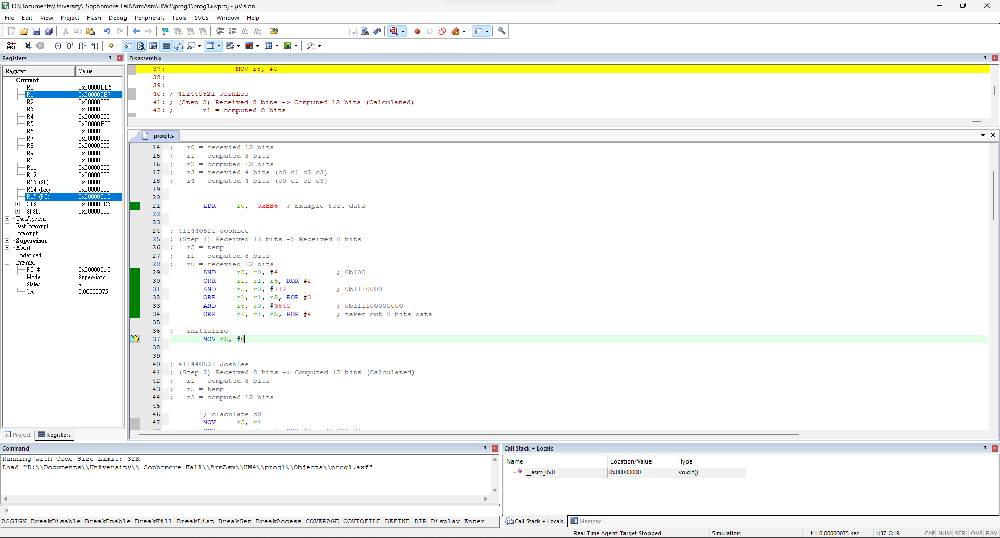 D:\Documents\University\_Sophomore_Fall\ArmAsm\HW4\prog1\prog1.uvproj - µVision
File Edit View Project Flash Debug Peripherals Tools SVCS Window Help
RST
Registers
Register Value
Current
R0 0x00000BB6
R1 0x000000B7
R2 0x00000000
R3 0x00000000
R4 0x00000000
R5 0x00000B00
R6 0x00000000
R7 0x00000000
R8 0x00000000
R9 0x00000000
R10 0x00000000
R11 0x00000000
R12 0x00000000
R13 (SP) 0x00000000
R14 (LR) 0x00000000
R15 (PC) 0x0000001C
CPSR 0x000000D3
SPSR 0x00000000
User/System
Fast Interrupt
Interrupt
Supervisor
Abort
Undefined
Internal
PC $ 0x0000001C
Mode Supervisor
States 9
Sec 0.00000075
Project Registers
Disassembly
37: MOV r5, #0
38:
39:
40: ; 411440521 JoshLee
41: ; (Step 2) Received 8 bits -> Computed 12 bits (Calculated)
42: ; r1 = computed 8 bits
prog1.s
14 ; r0 = recevied 12 bits
15 ; r1 = computed 8 bits
16 ; r2 = computed 12 bits
17 ; r3 = recevied 4 bits (c0 c1 c2 c3)
18 ; r4 = computed 4 bits (c0 c1 c2 c3)
19
20
21 LDR r0, =0xBB6 ; Example test data
22
23
24 ; 411440521 JoshLee
25 ; (Step 1) Received 12 bits -> Received 8 bits
26 ; r5 = temp
27 ; r1 = computed 8 bits
28 ; r0 = recevied 12 bits
29 AND r5, r0, #4 ; 0b100
30 ORR r1, r1, r5, ROR #2
31 AND r5, r0, #112 ; 0b1110000
32 ORR r1, r1, r5, ROR #3
33 AND r5, r0, #3840 ; 0b111100000000
34 ORR r1, r1, r5, ROR #4 ; taken out 8 bits data
35
36 ; Initialize
37 MOV r5, #0
38
39
40 ; 411440521 JoshLee
41 ; (Step 2) Received 8 bits -> Computed 12 bits (Calculated)
42 ; r1 = computed 8 bits
43 ; r5 = temp
44 ; r2 = computed 12 bits
45
46 ; claculate c0
47 MOV r5, r1
Command
Running with Code Size Limit: 32K
Load "D:\\Documents\\University\\_Sophomore_Fall\\ArmAsm\\HW4\\prog1\\Objects\\prog1.axf"
>
ASSIGN BreakDisable BreakEnable BreakKill BreakList BreakSet BreakAccess COVERAGE COVTOFILE DEFINE DIR Display Enter
Call Stack + Locals
Name Location/Value Type
__asm_0x0 0x00000000 void f()
Call Stack + Locals Memory 1
Real-Time Agent: Target Stopped Simulation t1: 0.00000075 sec L:37 C:19 CAP NUM SCRL OVR R/W